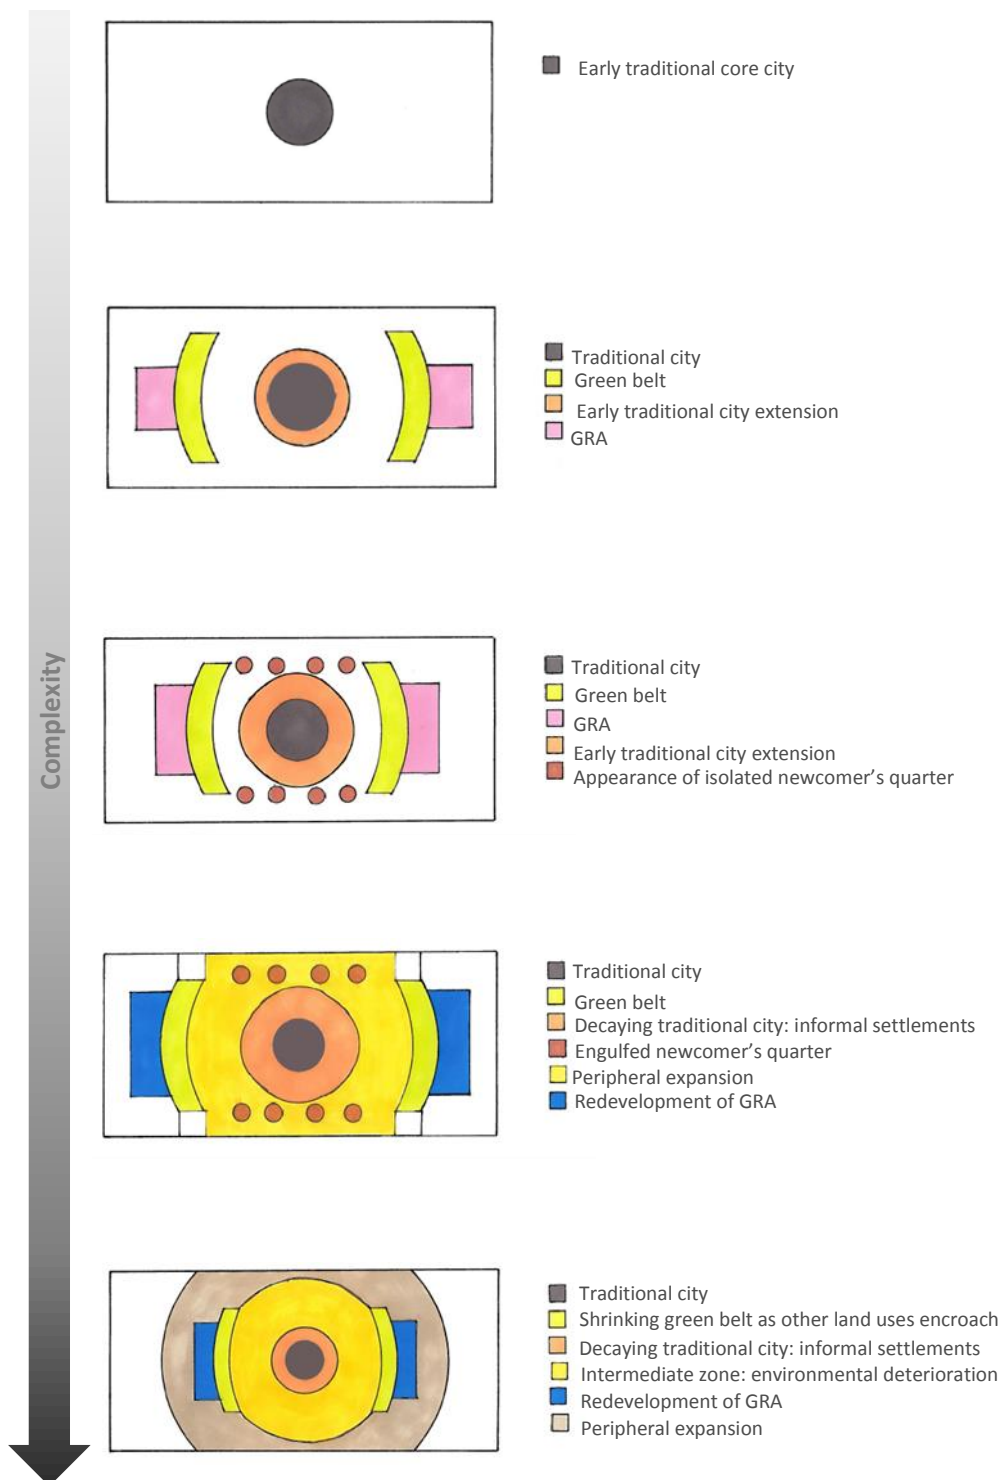 Early traditional core city
Traditional city
Green belt
Early traditional city extension
GRA
Complexity
Traditional city
Green belt
GRA
Early traditional city extension
Appearance of isolated newcomer’s quarter
Traditional city
Green belt
Decaying traditional city: informal settlements
Engulfed newcomer’s quarter
Peripheral expansion
Redevelopment of GRA
Traditional city
Shrinking green belt as other land uses encroach
Decaying traditional city: informal settlements
Intermediate zone: environmental deterioration
Redevelopment of GRA
Peripheral expansion